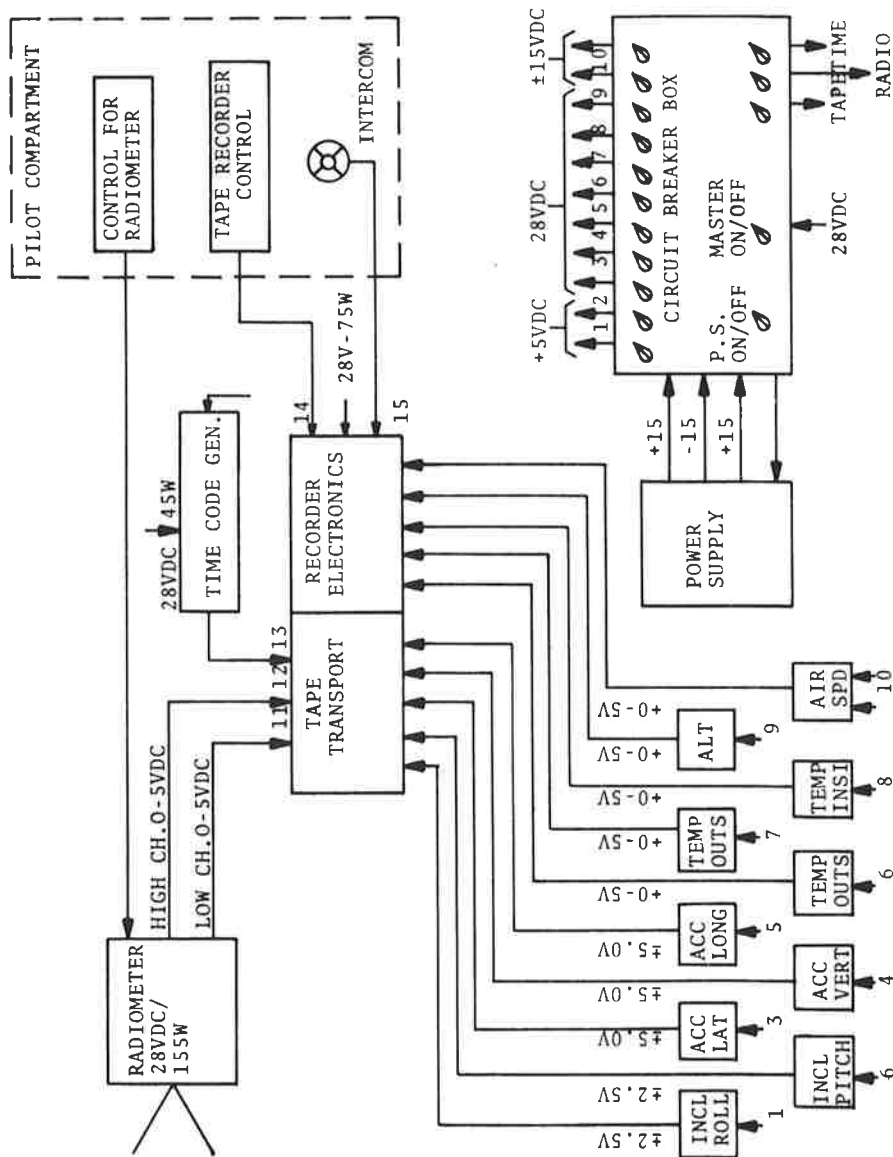 PILOT COMPARTMENT
CONTROL FOR
RADIOMETER
TAPE RECORDER
CONTROL
INTERCOM
RADIOMETER
28VDC/
155W
HIGH CH.O-5VDC
LOW CH.O-5VDC
28VDC 45W
TIME CODE GEN.
11 12 13
14
28V-75W
15
TAPE
TRANSPORT
RECORDER
ELECTRONICS
±2.5V
±2.5V
±5.0V
±5.0V
±5.0V
+0-5V
+0-5V
+0-5V
+0-5V
+0-5V
INCL
ROLL
1
INCL
PITCH
6
ACC
LAT
3
ACC
VERT
4
ACC
LONG
5
TEMP
OUTS
6
TEMP
OUTS
7
TEMP
INSI
8
ALT
9
AIR
SPD
10
+5VDC
28VDC
±15VDC
1 2 3 4 5 6 7 8 9 10
CIRCUIT BREAKER BOX
P.S.
ON/OFF
MASTER
ON/OFF
+15
-15
+15
POWER
SUPPLY
28VDC
TAPE
TIME
RADIO